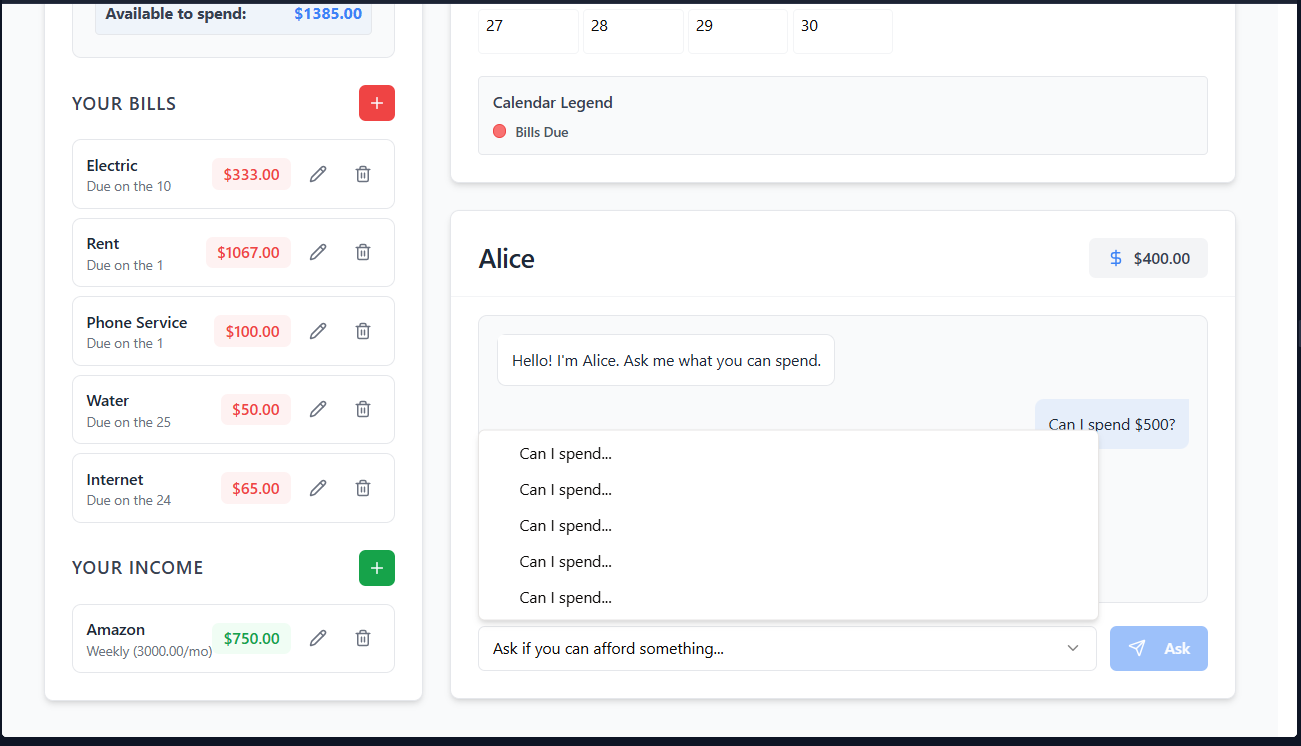 Available to spend: $1385.00
YOUR BILLS
Electric
Due on the 10
$333.00
Rent
Due on the 1
$1067.00
Phone Service
Due on the 1
$100.00
Water
Due on the 25
$50.00
Internet
Due on the 24
$65.00
YOUR INCOME
Amazon
Weekly (3000.00/mo)
$750.00
27 28 29 30
Calendar Legend
Bills Due
Alice
$ $400.00
Hello! I'm Alice. Ask me what you can spend.
Can I spend $500?
Can I spend...
Can I spend...
Can I spend...
Can I spend...
Can I spend...
Ask if you can afford something...
Ask